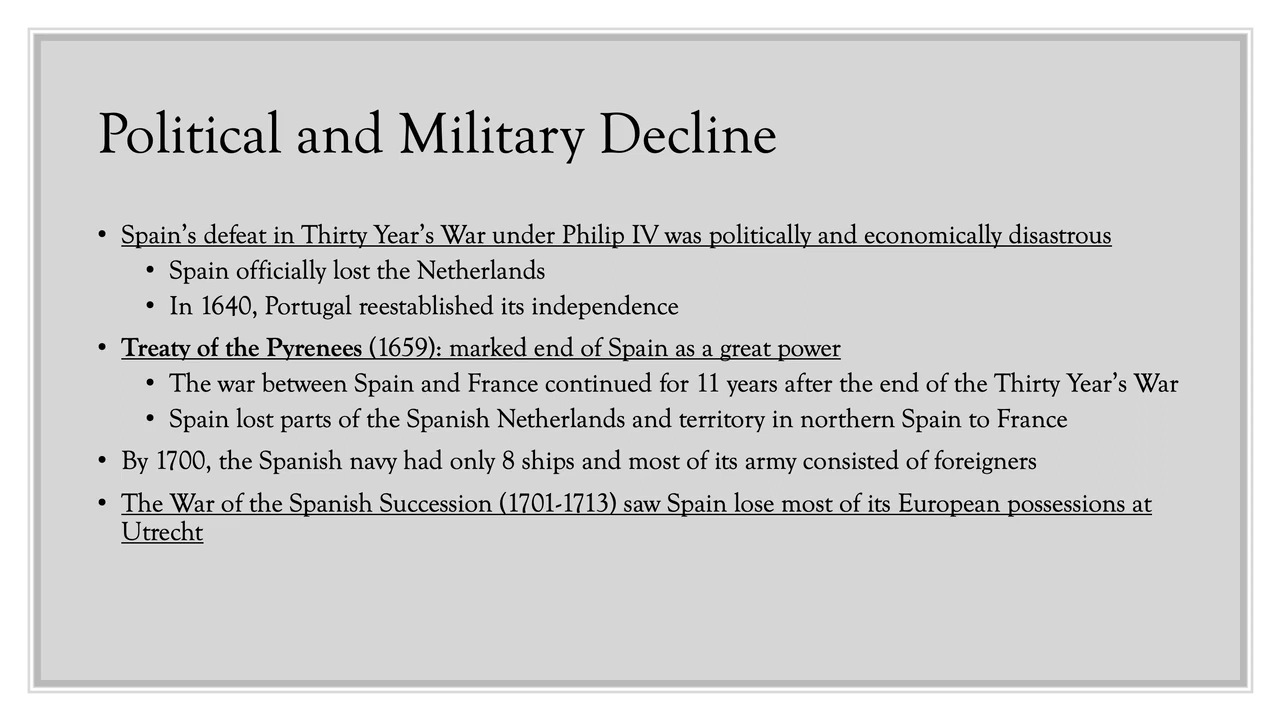 Political and Military Decline
• Spain’s defeat in Thirty Year’s War under Philip IV was politically and economically disastrous
• Spain officially lost the Netherlands
• In 1640, Portugal reestablished its independence
• Treaty of the Pyrenees (1659): marked end of Spain as a great power
• The war between Spain and France continued for 11 years after the end of the Thirty Year’s War
• Spain lost parts of the Spanish Netherlands and territory in northern Spain to France
• By 1700, the Spanish navy had only 8 ships and most of its army consisted of foreigners
• The War of the Spanish Succession (1701-1713) saw Spain lose most of its European possessions at
Utrecht